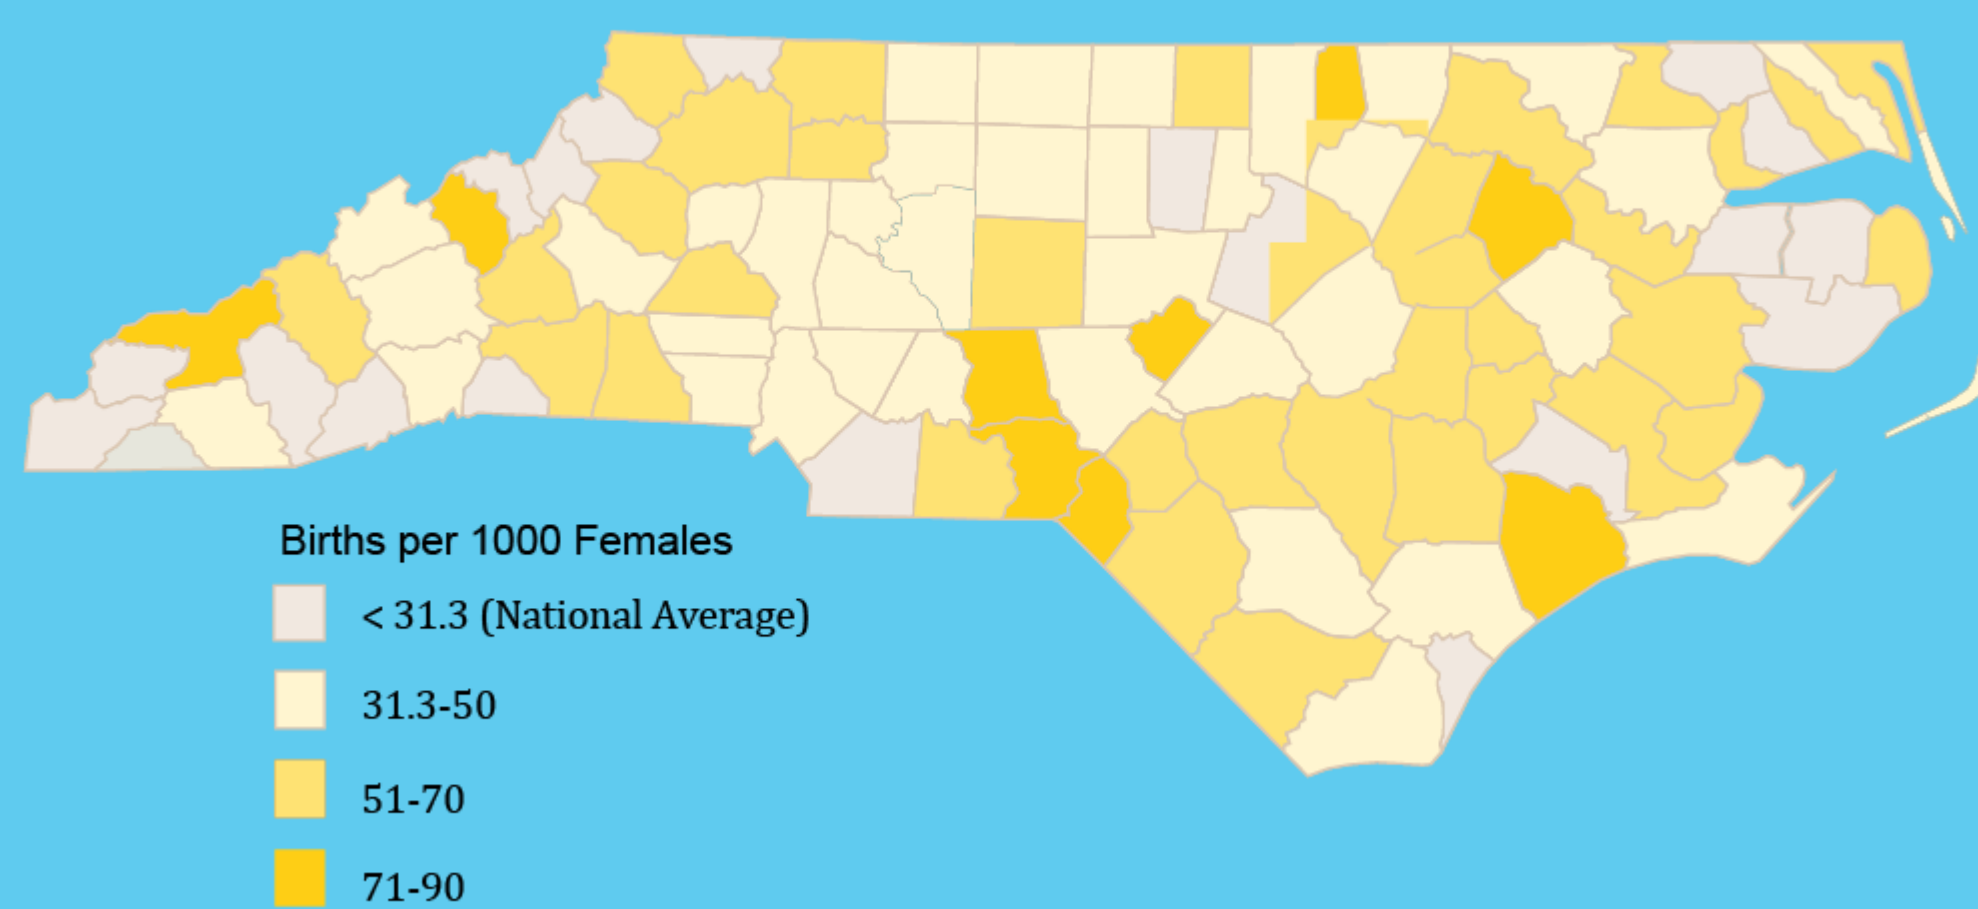 Births per 1000 Females
< 31.3 (National Average)
31.3-50
51-70
71-90